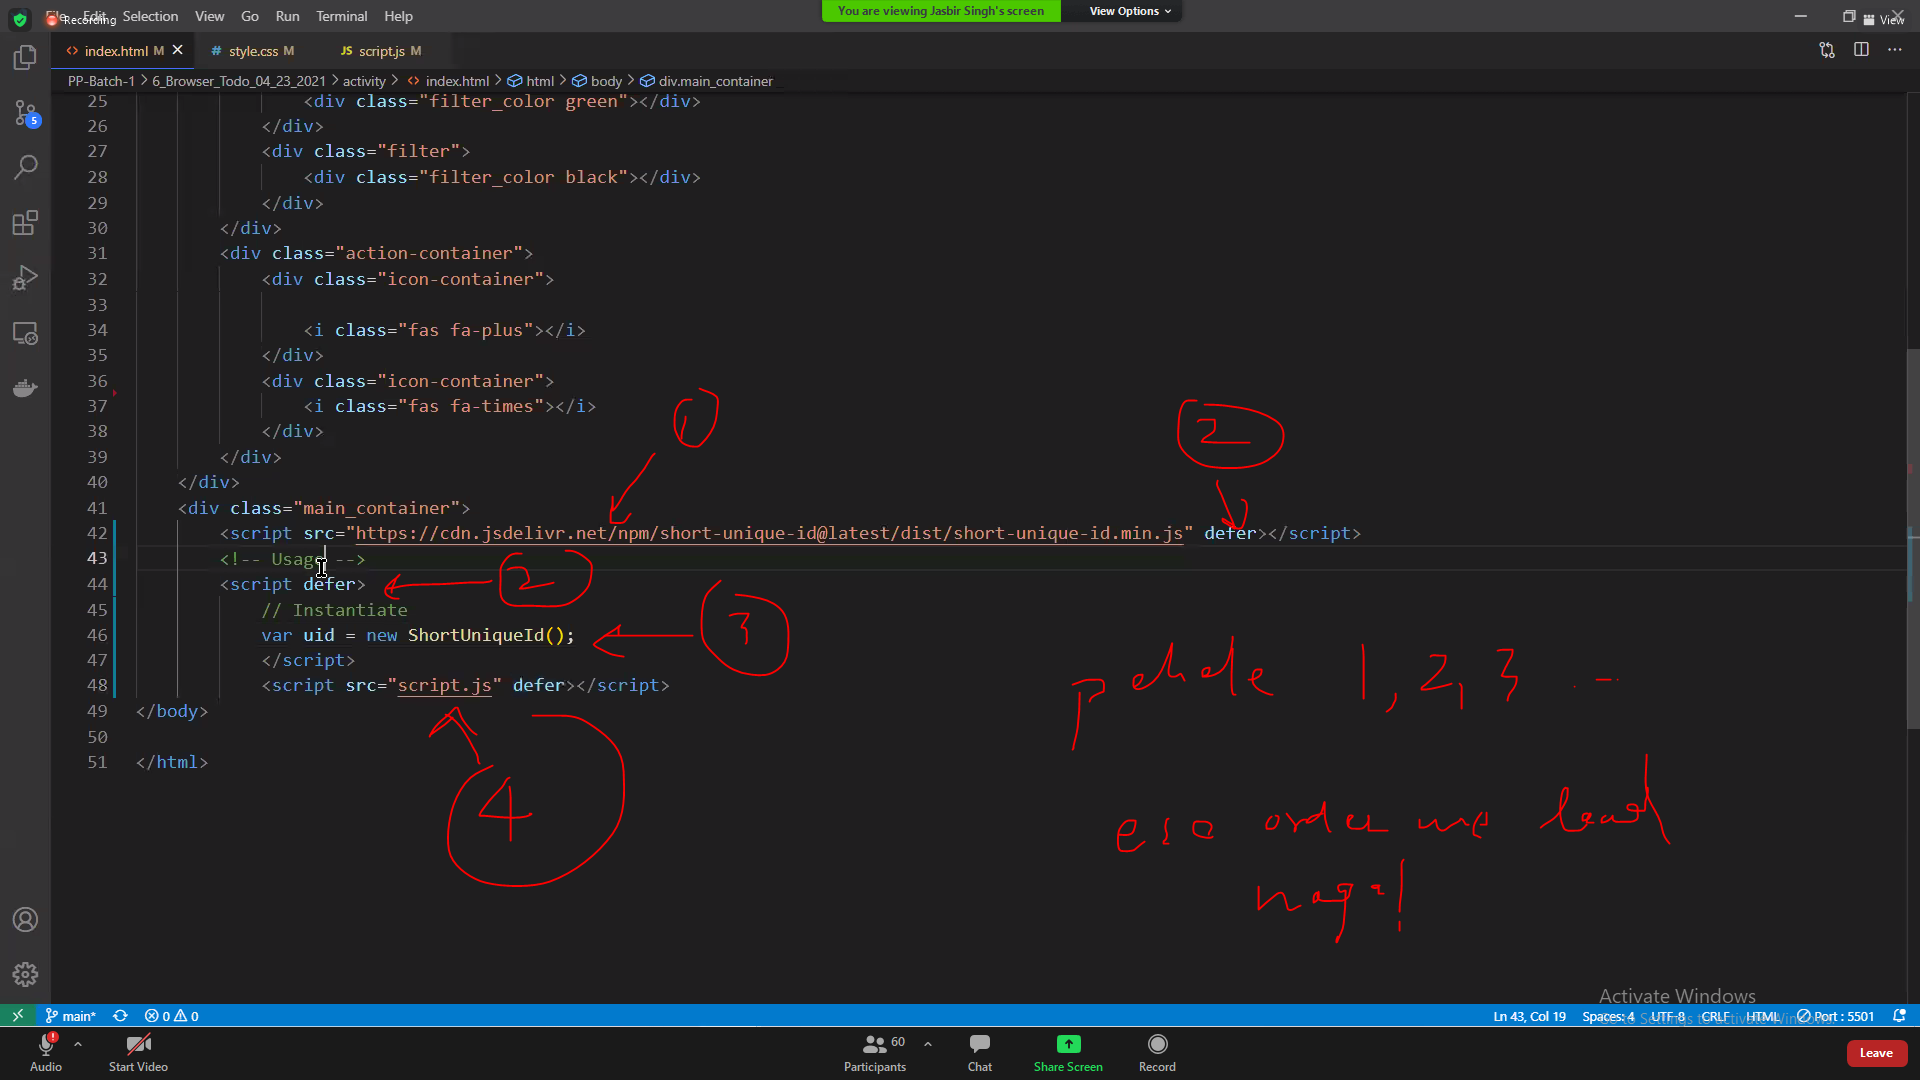 File Edit Selection View Go Run Terminal Help
Recording
You are viewing Jasbir Singh's screen
View Options
View
index.html M
style.css M
JS script.js M
PP-Batch-1 > 6_Browser_Todo_04_23_2021 > activity > index.html > html > body > div.main_container
25 <div class="filter_color green"></div>
26 </div>
27 <div class="filter">
28 <div class="filter_color black"></div>
29 </div>
30 </div>
31 <div class="action-container">
32 <div class="icon-container">
33
34 <i class="fas fa-plus"></i>
35 </div>
36 <div class="icon-container">
37 <i class="fas fa-times"></i>
38 </div>
39 </div>
40 </div>
41 <div class="main_container">
42 <script src="https://cdn.jsdelivr.net/npm/short-unique-id@latest/dist/short-unique-id.min.js" defer></script>
43 <!-- Usage -->
44 <script defer>
45 // Instantiate
46 var uid = new ShortUniqueId();
47 </script>
48 <script src="script.js" defer></script>
49 </body>
50
51 </html>
1
2
2
3
4
pehele 1, 2, 3 . -
order me load
5
Activate Windows
Go to Settings to activate Windows.
main* 0 0
Ln 43, Col 19 Spaces: 4 UTF-8 CRLF HTML Port : 5501
Audio
Start Video
60
Participants
Chat
Share Screen
Record
Leave